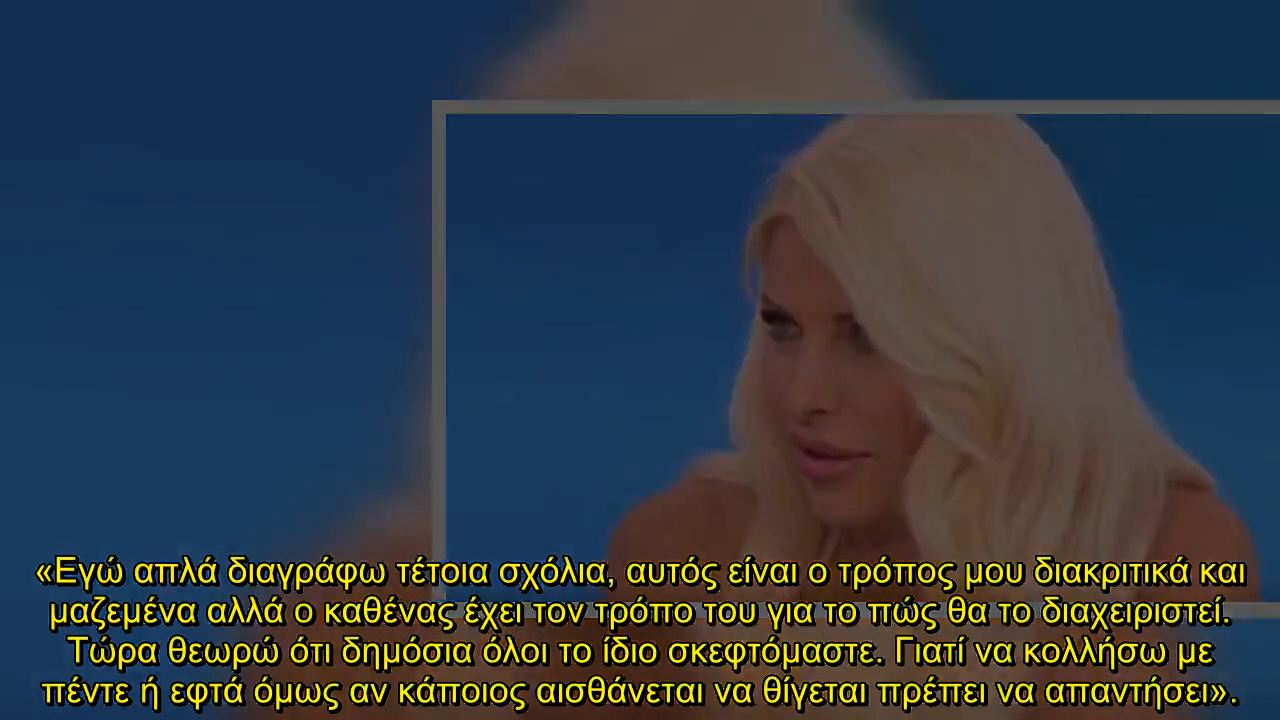 «Εγώ απλά διαγράφω τέτοια σχόλια, αυτός είναι ο τρόπος μου διακριτικά και
μαζεμένα αλλά ο καθένας έχει τον τρόπο του για το πώς θα το διαχειριστεί.
Τώρα θεωρώ ότι δημόσια όλοι το ίδιο σκεφτόμαστε. Γιατί να κολλήσω με
πέντε ή εφτά όμως αν κάποιος αισθάνεται να θίγεται πρέπει να απαντήσει».